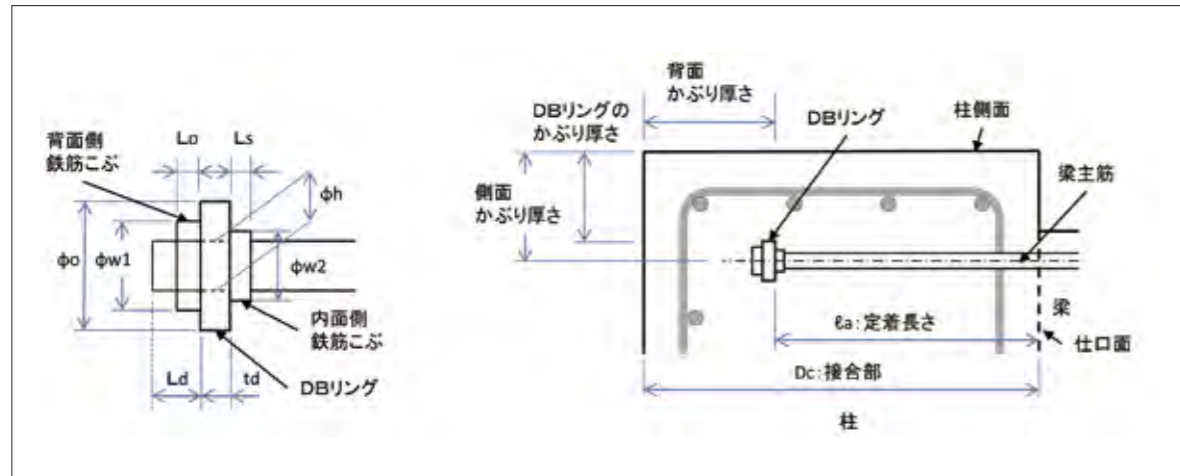 背面側
鉄筋こぶ
Lo
Ls
φh
φo
φw1
φw2
内面側
鉄筋こぶ
Ld
td
DBリング
背面
かぶり厚さ
DBリングの
かぶり厚さ
側面
かぶり厚さ
DBリング
柱側面
梁主筋
梁
仕口面
ℓa:定着長さ
Dc:接合部
柱